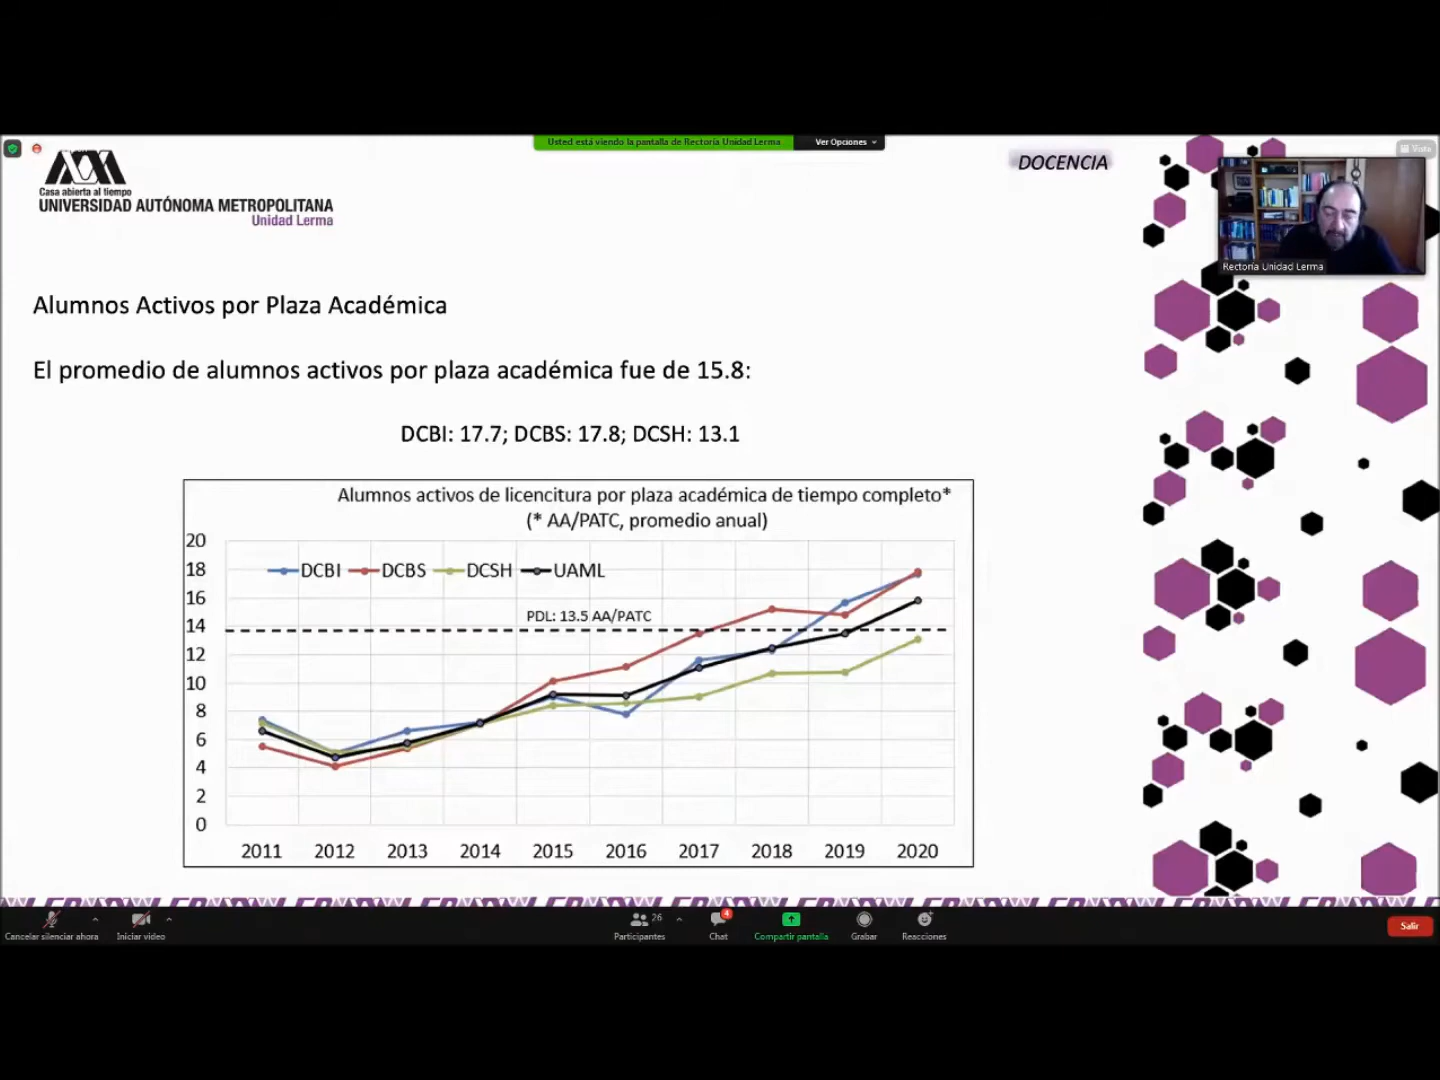 Usted está viendo la pantalla de Rectoría Unidad Lerma
Ver Opciones
Vista
Casa abierta al tiempo
UNIVERSIDAD AUTÓNOMA METROPOLITANA
Unidad Lerma
DOCENCIA
Rectoría Unidad Lerma
Alumnos Activos por Plaza Académica
El promedio de alumnos activos por plaza académica fue de 15.8:
DCBI: 17.7; DCBS: 17.8; DCSH: 13.1
Alumnos activos de licencitura por plaza académica de tiempo completo*
(* AA/PATC, promedio anual)
20
18
16
14
12
10
8
6
4
2
0
DCBI DCBS DCSH UAML
PDL: 13.5 AA/PATC
2011 2012 2013 2014 2015 2016 2017 2018 2019 2020
Cancelar silenciar ahora
Iniciar video
26
Participantes
4
Chat
Compartir pantalla
Grabar
Reacciones
Salir